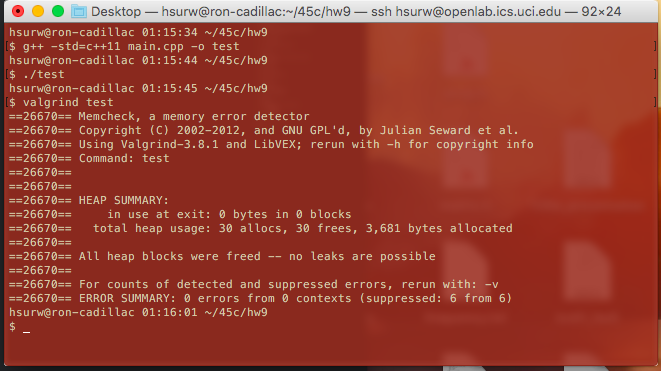 Desktop — hsurw@ron-cadillac:~/45c/hw9 — ssh hsurw@openlab.ics.uci.edu — 92×24
hsurw@ron-cadillac 01:15:34 ~/45c/hw9
$ g++ -std=c++11 main.cpp -o test
hsurw@ron-cadillac 01:15:44 ~/45c/hw9
$ ./test
hsurw@ron-cadillac 01:15:45 ~/45c/hw9
$ valgrind test
==26670== Memcheck, a memory error detector
==26670== Copyright (C) 2002-2012, and GNU GPL'd, by Julian Seward et al.
==26670== Using Valgrind-3.8.1 and LibVEX; rerun with -h for copyright info
==26670== Command: test
==26670==
==26670==
==26670== HEAP SUMMARY:
==26670==     in use at exit: 0 bytes in 0 blocks
==26670==   total heap usage: 30 allocs, 30 frees, 3,681 bytes allocated
==26670==
==26670== All heap blocks were freed -- no leaks are possible
==26670==
==26670== For counts of detected and suppressed errors, rerun with: -v
==26670== ERROR SUMMARY: 0 errors from 0 contexts (suppressed: 6 from 6)
hsurw@ron-cadillac 01:16:01 ~/45c/hw9
$ _